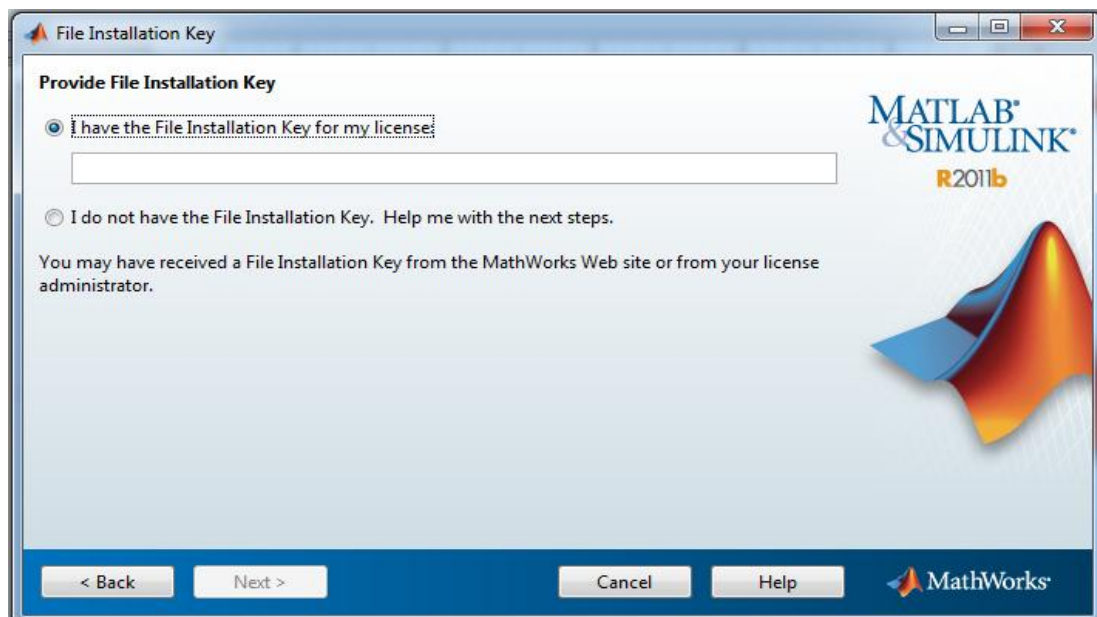 File Installation Key
Provide File Installation Key
I have the File Installation Key for my license:
I do not have the File Installation Key.  Help me with the next steps.
You may have received a File Installation Key from the MathWorks Web site or from your license
administrator.
MATLAB®
&SIMULINK®
R2011b
< Back
Next >
Cancel
Help
MathWorks®